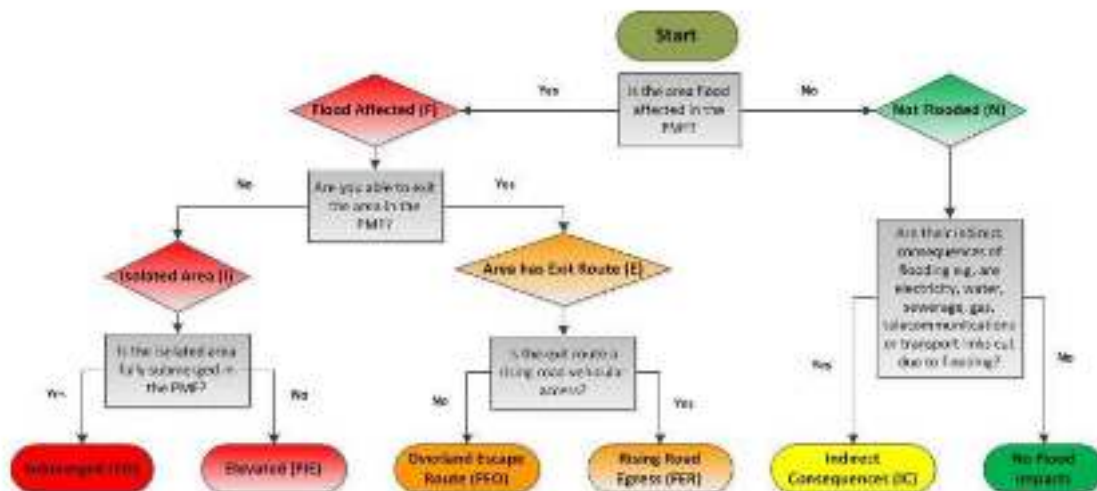 Start
Yes
Is the area flood
affected in the
PMF?
No
Flood Affected (F)
Not Flooded (N)
No
Are you able to exit
the area in the
PMF?
Yes
Isolated Area (I)
Area has Exit Route (E)
Are there indirect
consequences of
flooding e.g. are
electricity, water,
sewerage, gas,
telecommunications
or transport links cut
due to flooding?
Is the isolated area
fully submerged in
the PMF?
Is the exit route a
rising road vehicular
access?
Yes
No
No
Yes
Yes
No
Submerged
Elevated (FIE)
Overland Escape
Route (FEO)
Rising Road
Egress (FER)
Indirect
Consequences (IC)
No Flood
Impacts